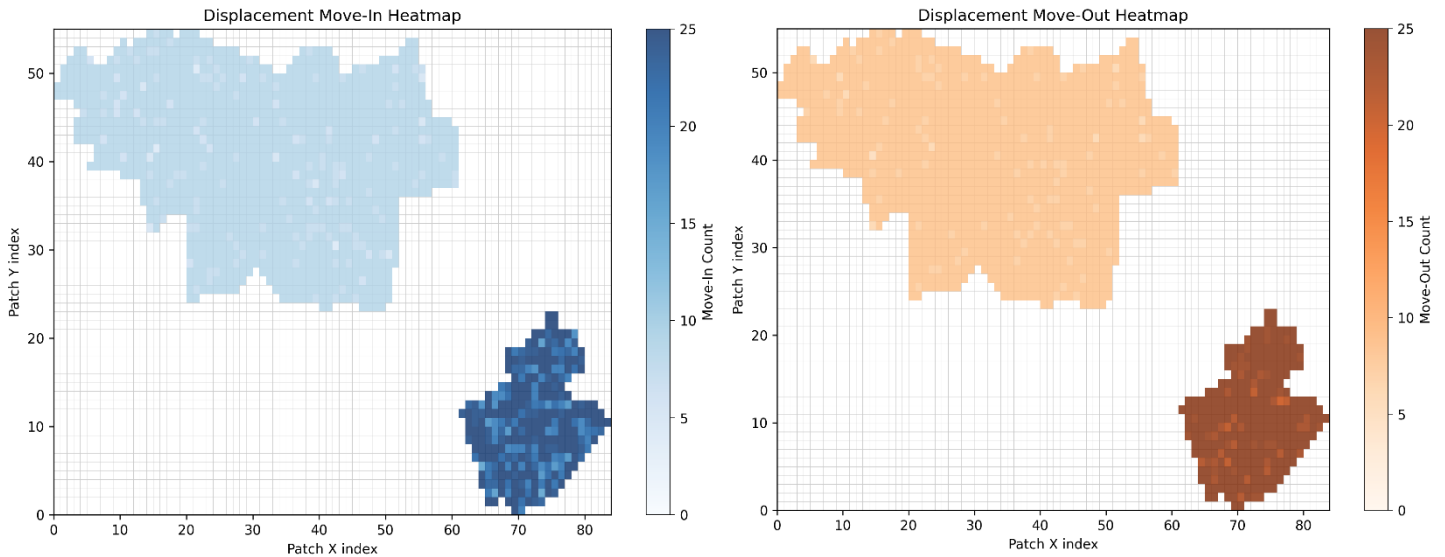 Displacement Move-In Heatmap
50
40
30
20
10
0
Patch Y index
0 10 20 30 40 50 60 70 80
Patch X index
25
20
15
10
5
0
Move-In Count
Displacement Move-Out Heatmap
50
40
30
20
10
0
Patch Y index
0 10 20 30 40 50 60 70 80
Patch X index
25
20
15
10
5
0
Move-Out Count